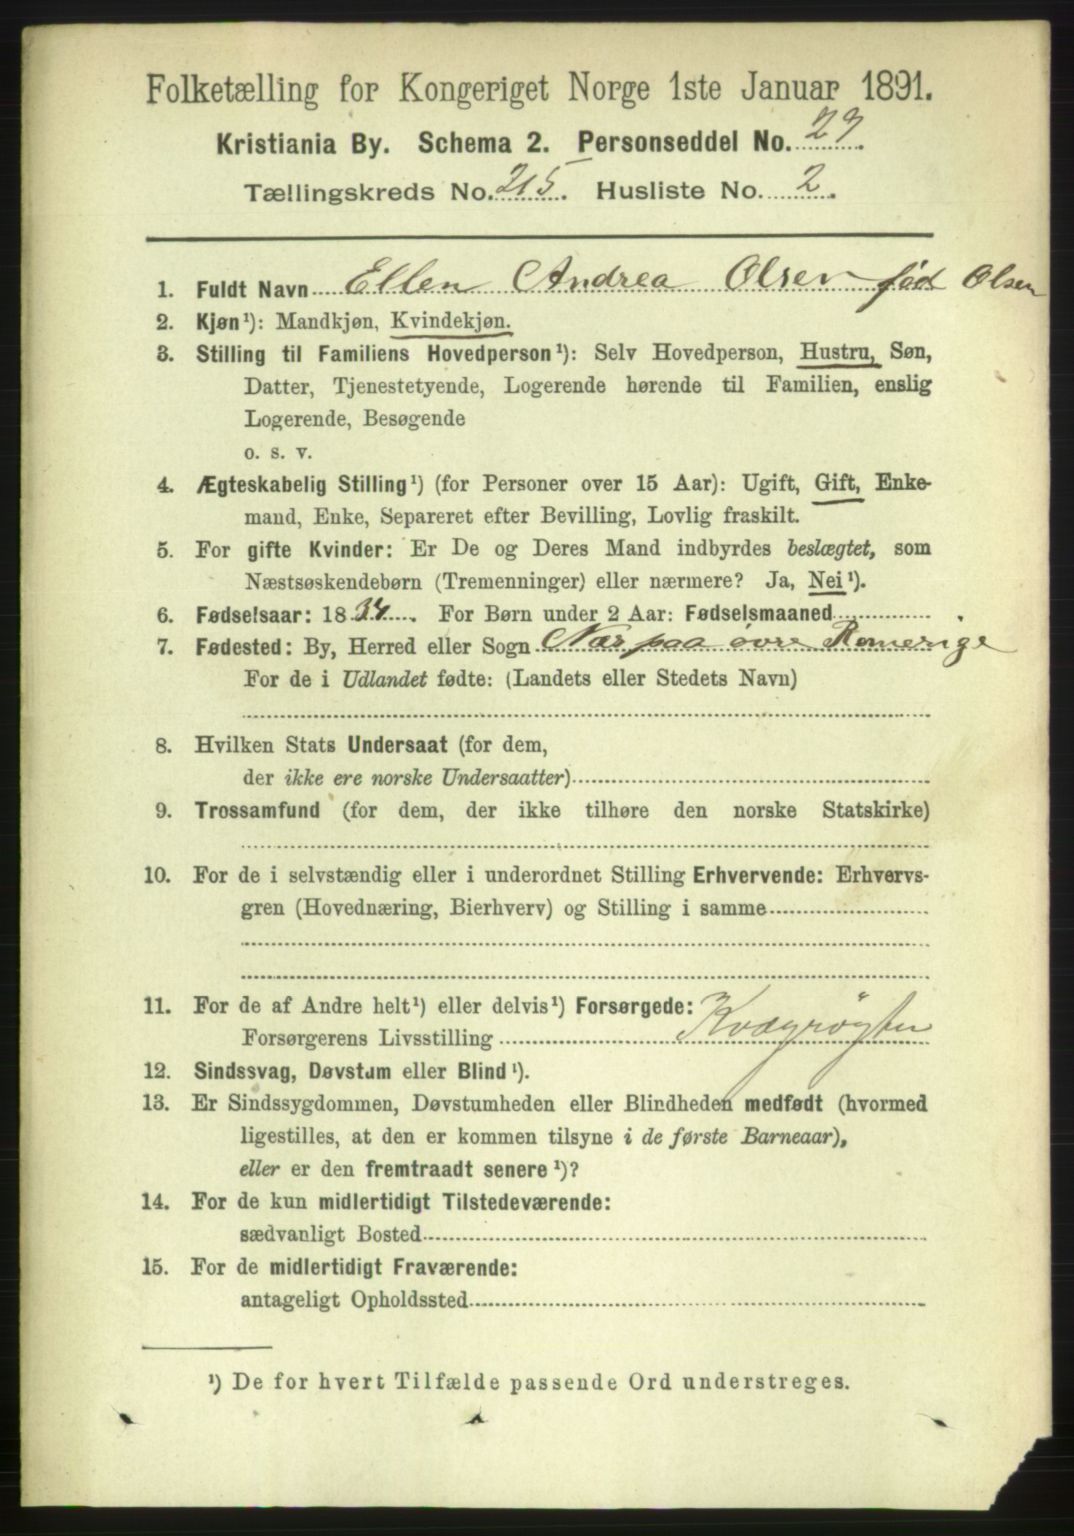 Folketælling for Kongeriget Norge 1ste Januar 1891.
Kristiania By. Schema 2. Personseddel No. 27.
Tællingskreds No. 215. Husliste No. 2.
1. Fuldt Navn Ellen Andrea Olsen født Olsen
2. Kjøn¹): Mandkjøn, Kvindekjøn.
3. Stilling til Familiens Hovedperson¹): Selv Hovedperson, Hustru, Søn,
Datter, Tjenestetyende, Logerende hørende til Familien, enslig
Logerende, Besøgende
o. s. v.
4. Ægteskabelig Stilling¹) (for Personer over 15 Aar): Ugift, Gift, Enke-
mand, Enke, Separeret efter Bevilling, Lovlig fraskilt.
5. For gifte Kvinder: Er De og Deres Mand indbyrdes beslægtet, som
Næstsøskendebørn (Tremenninger) eller nærmere? Ja, Nei¹).
6. Fødselsaar: 1834. For Børn under 2 Aar: Fødselsmaaned
7. Fødested: By, Herred eller Sogn Næs paa øvre Romerige
For de i Udlandet fødte: (Landets eller Stedets Navn)
8. Hvilken Stats Undersaat (for dem,
der ikke ere norske Undersaatter)
9. Trossamfund (for dem, der ikke tilhøre den norske Statskirke)
10. For de i selvstændig eller i underordnet Stilling Erhvervende: Erhvervs-
gren (Hovednæring, Bierhverv) og Stilling i samme
11. For de af Andre helt¹) eller delvis¹) Forsørgede:
Forsørgerens Livsstilling Kvægrögter
12. Sindssvag, Døvstum eller Blind¹).
13. Er Sindssygdommen, Døvstumheden eller Blindheden medfødt (hvormed
ligestilles, at den er kommen tilsyne i de første Barneaar),
eller er den fremtraadt senere¹)?
14. For de kun midlertidigt Tilstedeværende:
sædvanligt Bosted
15. For de midlertidigt Fraværende:
antageligt Opholdssted
¹) De for hvert Tilfælde passende Ord understreges.